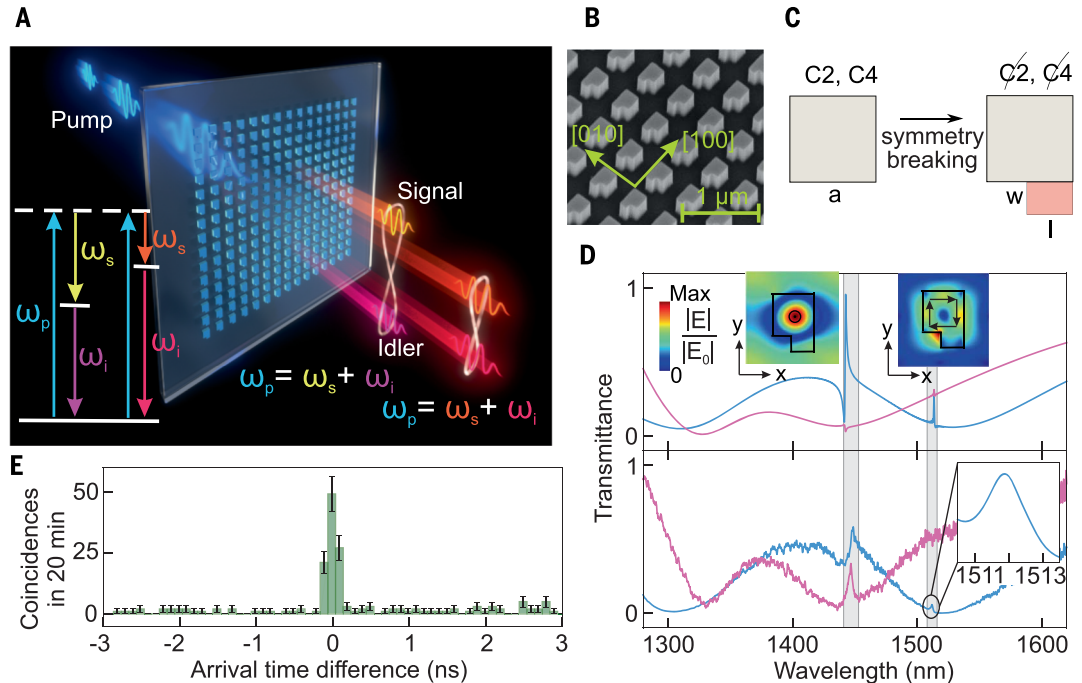 A
Pump
Signal
Idler
ωp
ωs
ωi
ωp
ωs
ωi
ωp= ωs+ ωi
ωp= ωs+ ωi
B
[010]
[100]
1 μm
C
C2, C4
C2, C4
symmetry
breaking
a
w
l
D
1
0
Max
|E|
|E0|
0
y
x
y
x
1
0
Transmittance
1511
1513
1300
1400
1500
1600
Wavelength (nm)
E
50
25
0
Coincidences
in 20 min
-3
-2
-1
0
1
2
3
Arrival time difference (ns)